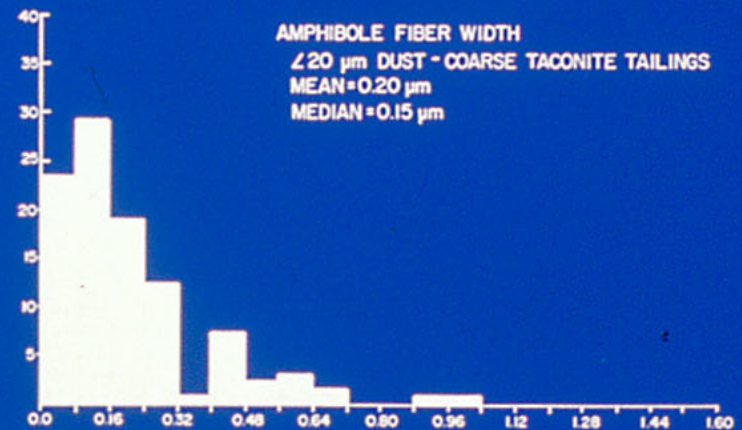 AMPHIBOLE FIBER WIDTH
∠20 µm DUST - COARSE TACONITE TAILINGS
MEAN=0.20 µm
MEDIAN=0.15 µm
40
35
30
25
20
15
10
5
0.0 0.16 0.32 0.48 0.64 0.80 0.96 1.12 1.28 1.44 1.60